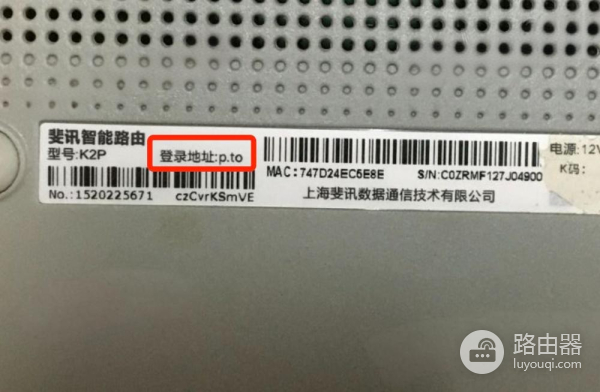 斐讯智能路由
型号:K2P
登录地址:p.to
No.:1520225671
czCvrKSmVE
MAC:747D24EC5E8E
S/N:C0ZRMF127J04900
上海斐讯数据通信技术有限公司
电源:12V
K码:
路由器
luyouqi.com